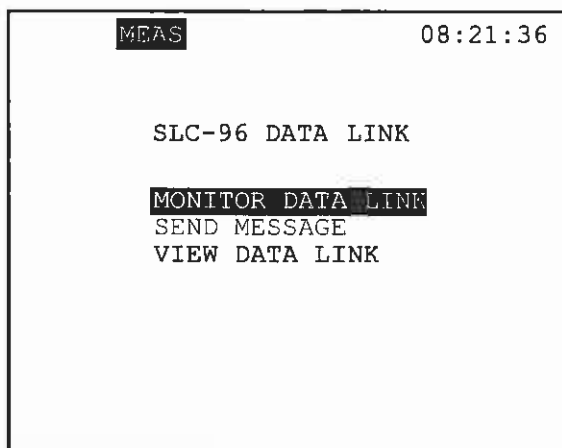 MEAS 08:21:36
SLC-96 DATA LINK
MONITOR DATA LINK
SEND MESSAGE
VIEW DATA LINK